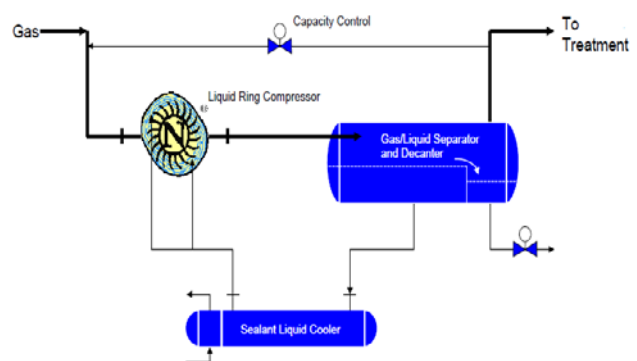 Gas
Capacity Control
To
Treatment
Liquid Ring Compressor
N
Gas/Liquid Separator
and Decanter
Sealant Liquid Cooler